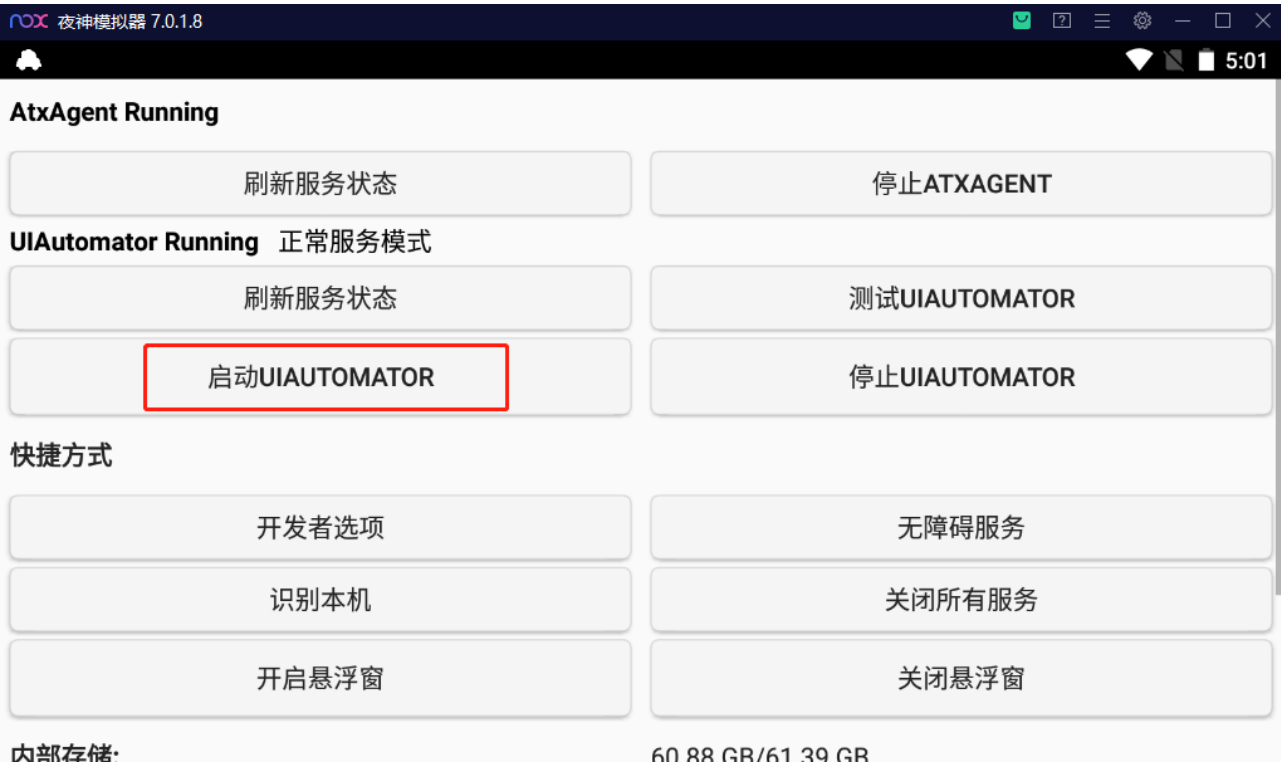 nox 夜神模拟器 7.0.1.8
5:01
AtxAgent Running
刷新服务状态 停止ATXAGENT
UIAutomator Running 正常服务模式
刷新服务状态 测试UIAUTOMATOR
启动UIAUTOMATOR 停止UIAUTOMATOR
快捷方式
开发者选项 无障碍服务
识别本机 关闭所有服务
开启悬浮窗 关闭悬浮窗
内部存储: 60.88 GB/61.39 GB